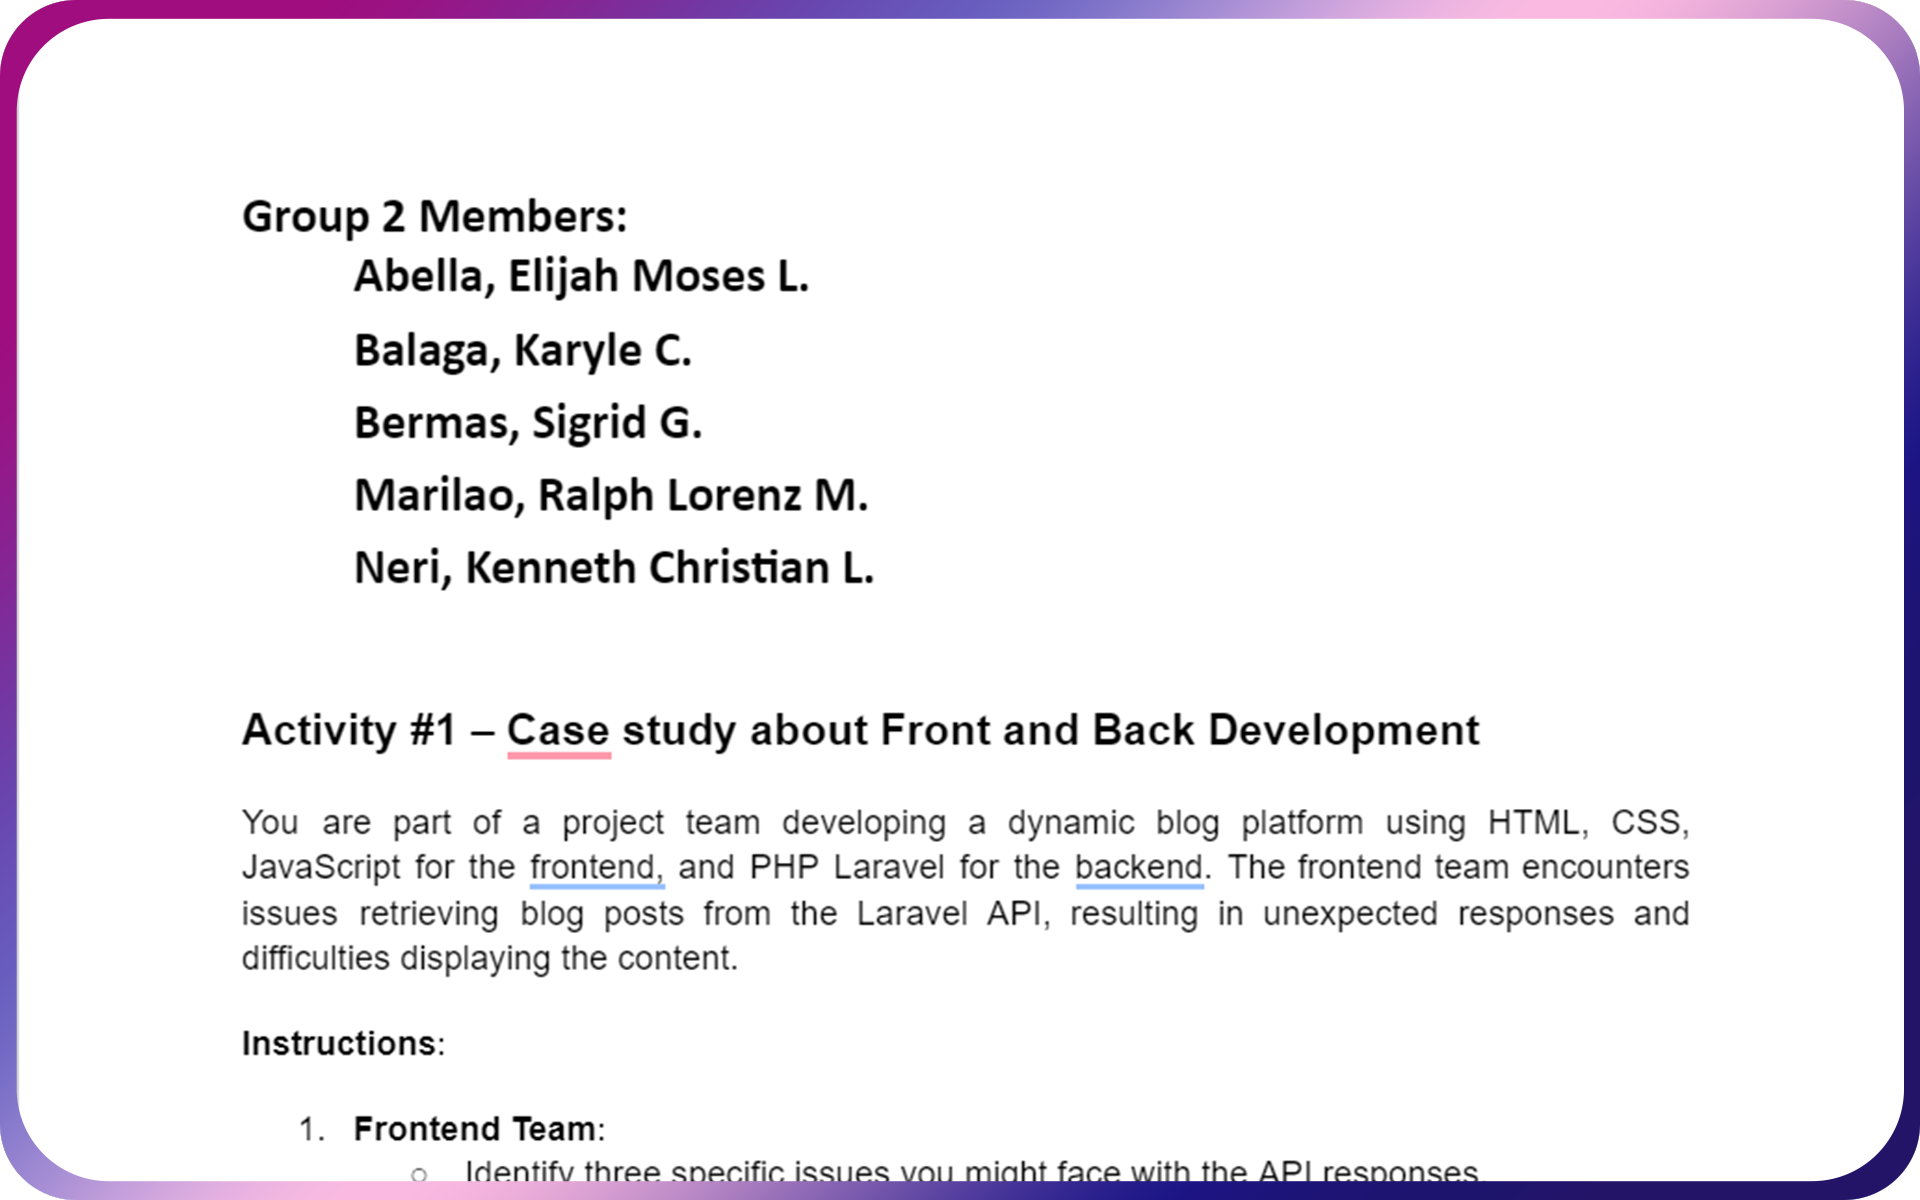 Group 2 Members:
Abella, Elijah Moses L.
Balaga, Karyle C.
Bermas, Sigrid G.
Marilao, Ralph Lorenz M.
Neri, Kenneth Christian L.
Activity #1 – Case study about Front and Back Development
You are part of a project team developing a dynamic blog platform using HTML, CSS,
JavaScript for the frontend, and PHP Laravel for the backend. The frontend team encounters
issues retrieving blog posts from the Laravel API, resulting in unexpected responses and
difficulties displaying the content.
Instructions:
1. Frontend Team:
○ Identify three specific issues you might face with the API responses.